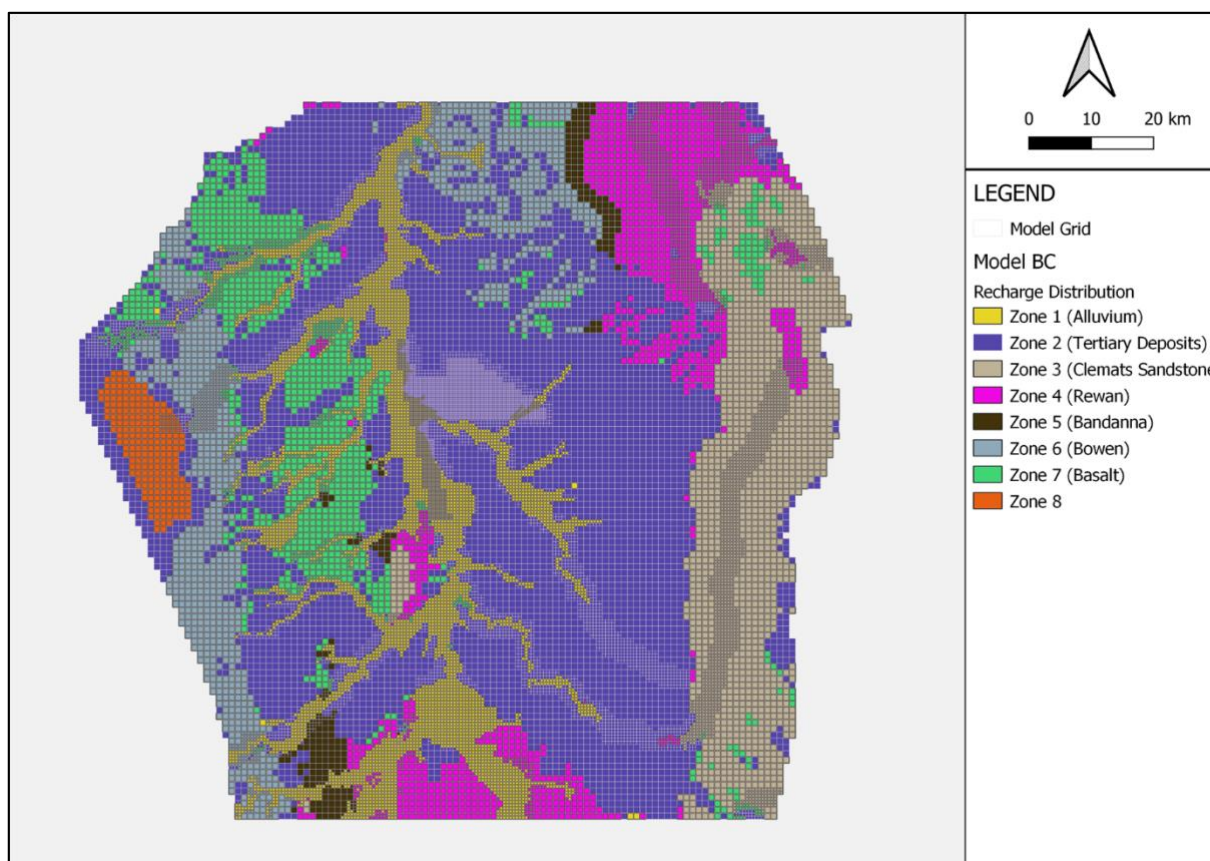 0 10 20 km
LEGEND
Model Grid
Model BC
Recharge Distribution
Zone 1 (Alluvium)
Zone 2 (Tertiary Deposits)
Zone 3 (Clemats Sandstone
Zone 4 (Rewan)
Zone 5 (Bandanna)
Zone 6 (Bowen)
Zone 7 (Basalt)
Zone 8